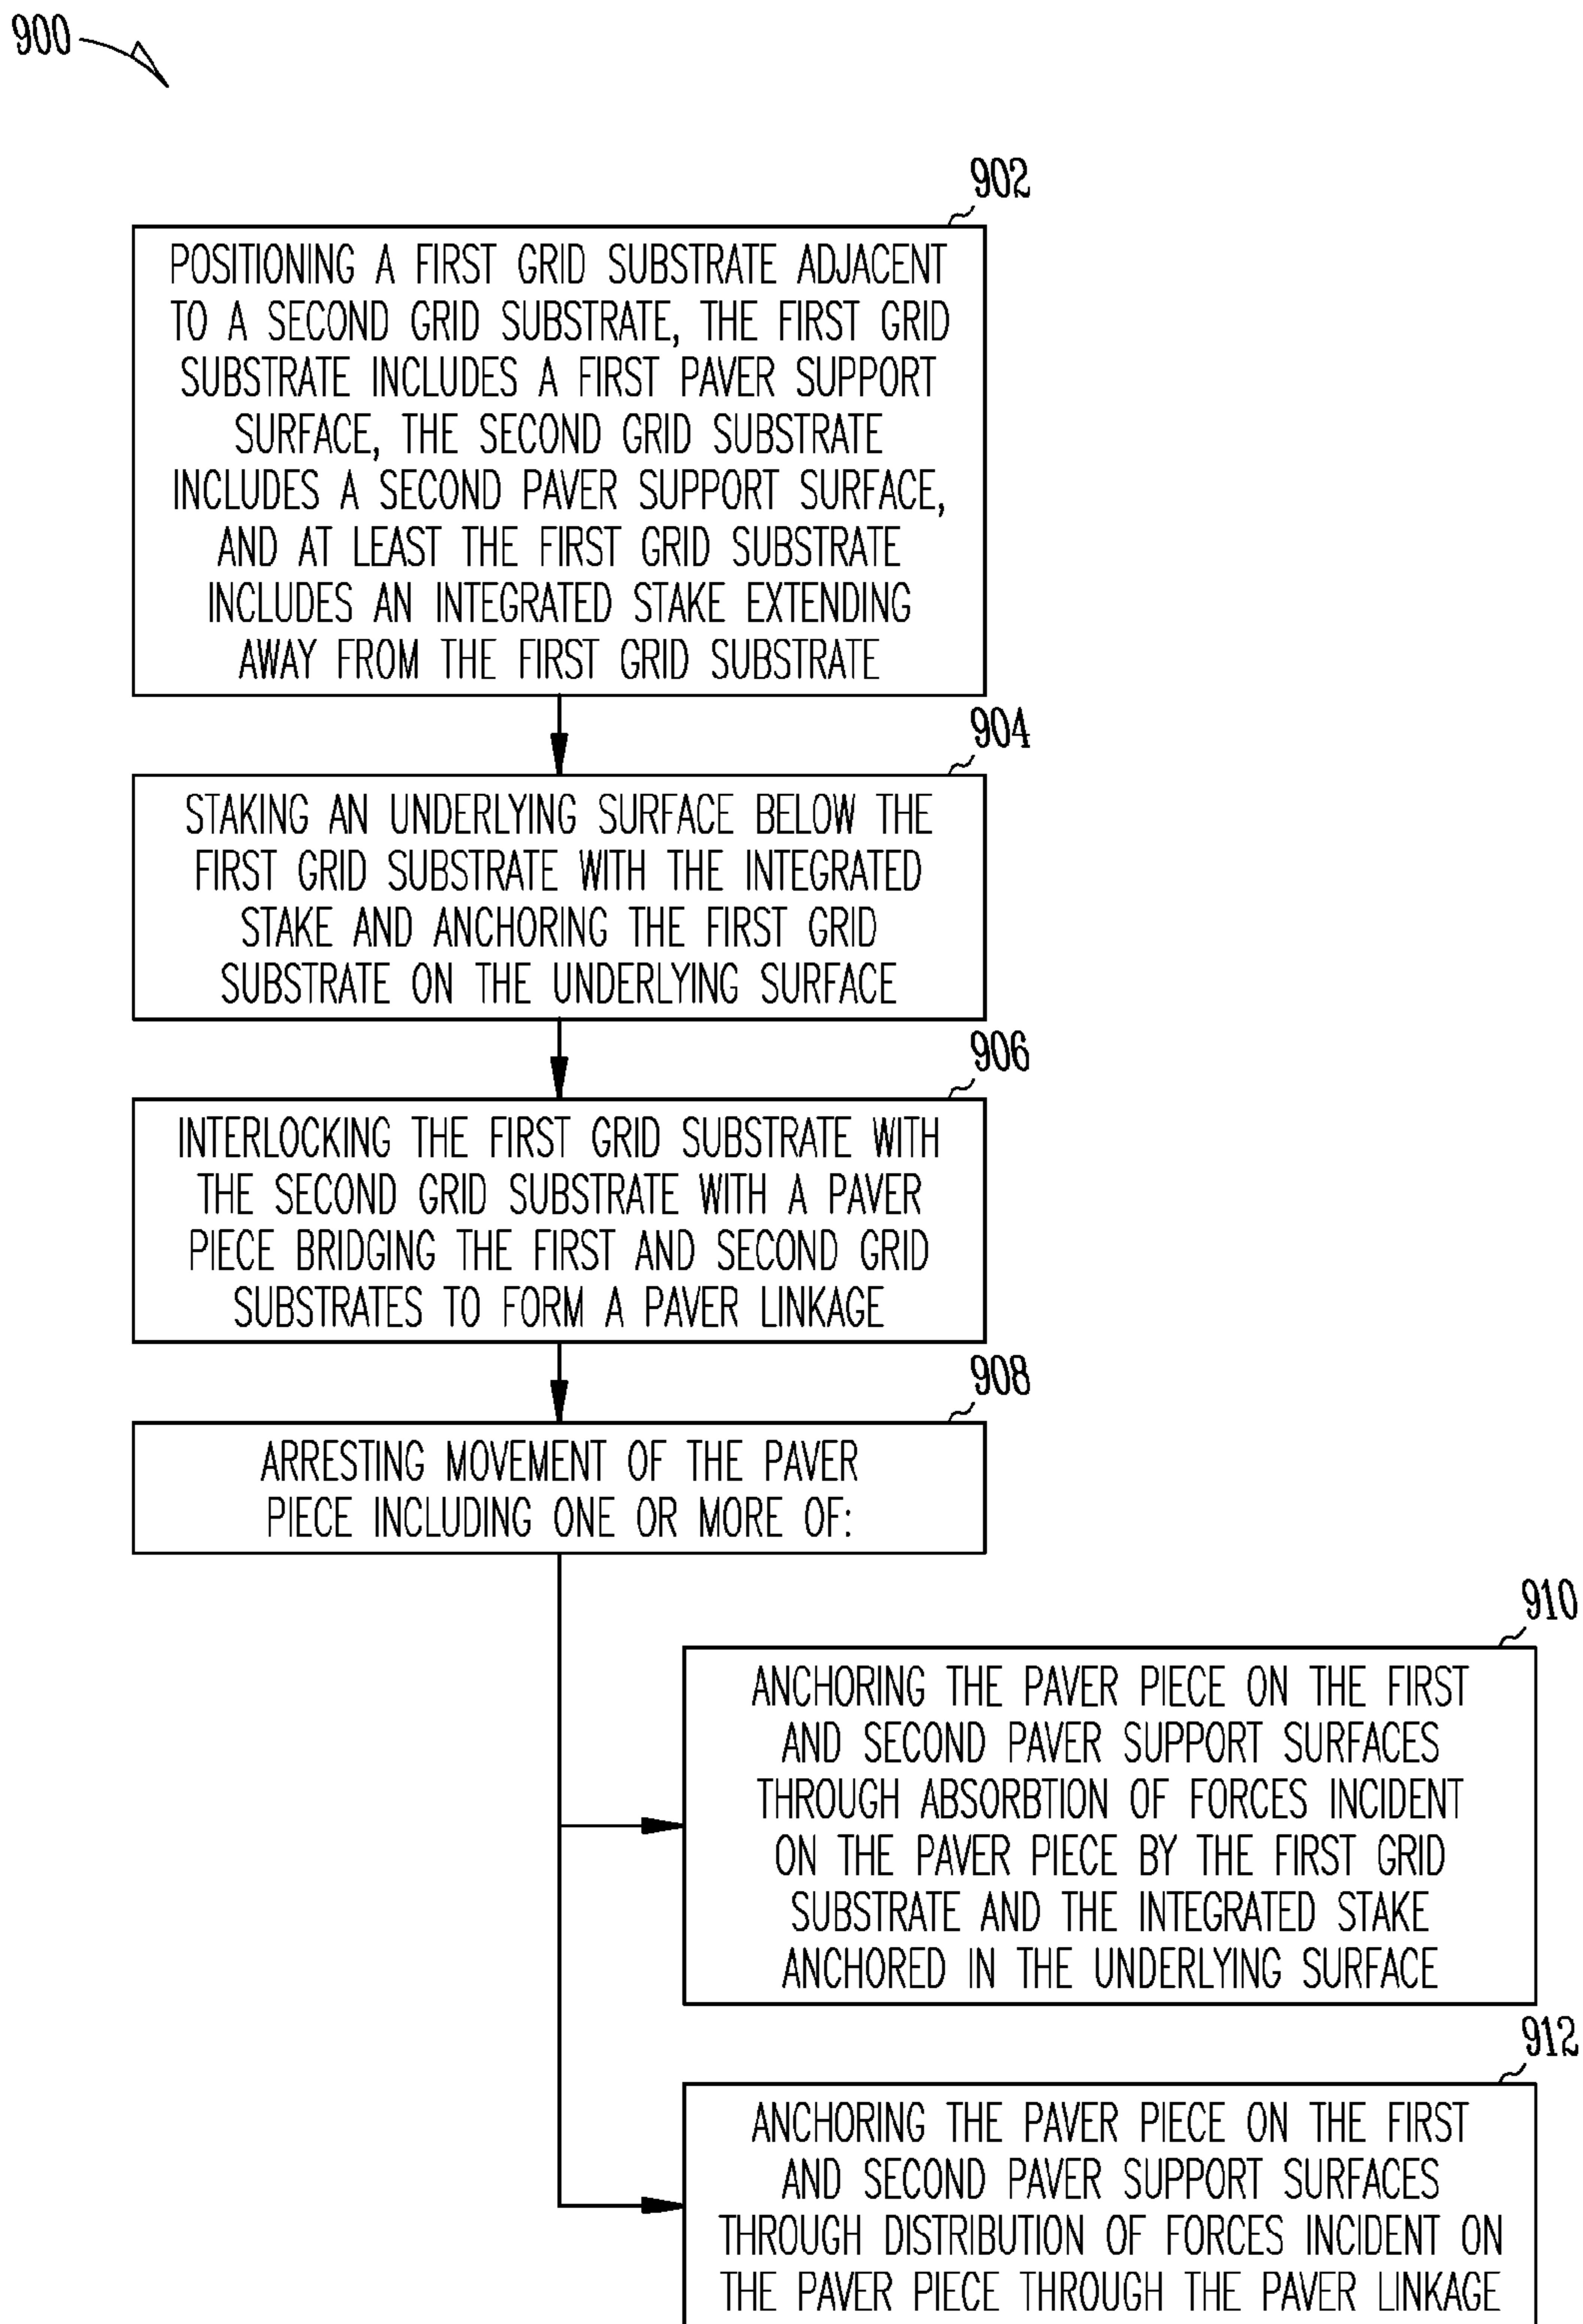 900
902
POSITIONING A FIRST GRID SUBSTRATE ADJACENT
TO A SECOND GRID SUBSTRATE, THE FIRST GRID
SUBSTRATE INCLUDES A FIRST PAVER SUPPORT
SURFACE, THE SECOND GRID SUBSTRATE
INCLUDES A SECOND PAVER SUPPORT SURFACE,
AND AT LEAST THE FIRST GRID SUBSTRATE
INCLUDES AN INTEGRATED STAKE EXTENDING
AWAY FROM THE FIRST GRID SUBSTRATE
904
STAKING AN UNDERLYING SURFACE BELOW THE
FIRST GRID SUBSTRATE WITH THE INTEGRATED
STAKE AND ANCHORING THE FIRST GRID
SUBSTRATE ON THE UNDERLYING SURFACE
906
INTERLOCKING THE FIRST GRID SUBSTRATE WITH
THE SECOND GRID SUBSTRATE WITH A PAVER
PIECE BRIDGING THE FIRST AND SECOND GRID
SUBSTRATES TO FORM A PAVER LINKAGE
908
ARRESTING MOVEMENT OF THE PAVER
PIECE INCLUDING ONE OR MORE OF:
910
ANCHORING THE PAVER PIECE ON THE FIRST
AND SECOND PAVER SUPPORT SURFACES
THROUGH ABSORBTION OF FORCES INCIDENT
ON THE PAVER PIECE BY THE FIRST GRID
SUBSTRATE AND THE INTEGRATED STAKE
ANCHORED IN THE UNDERLYING SURFACE
912
ANCHORING THE PAVER PIECE ON THE FIRST
AND SECOND PAVER SUPPORT SURFACES
THROUGH DISTRIBUTION OF FORCES INCIDENT ON
THE PAVER PIECE THROUGH THE PAVER LINKAGE